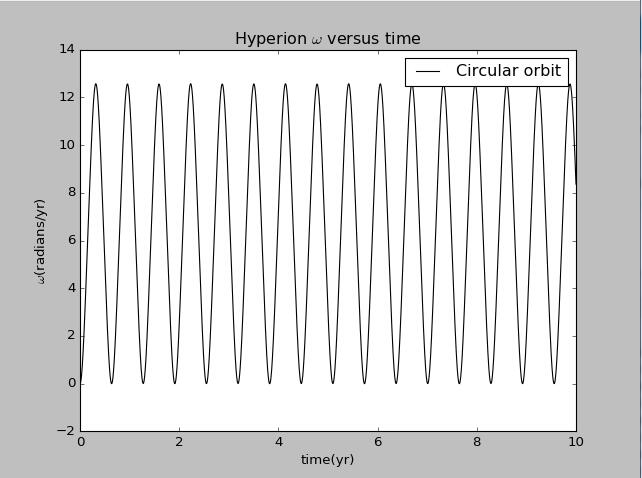 Hyperion ω versus time
Circular orbit
14
12
10
8
6
4
2
0
−2
ω(radians/yr)
0 2 4 6 8 10
time(yr)